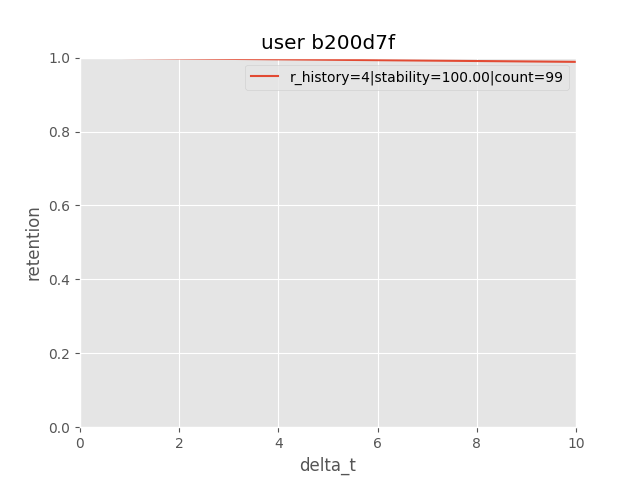 user b200d7f
1.0
r_history=4|stability=100.00|count=99
0.8
0.6
retention
0.4
0.2
0.0
0 2 4 6 8 10
delta_t